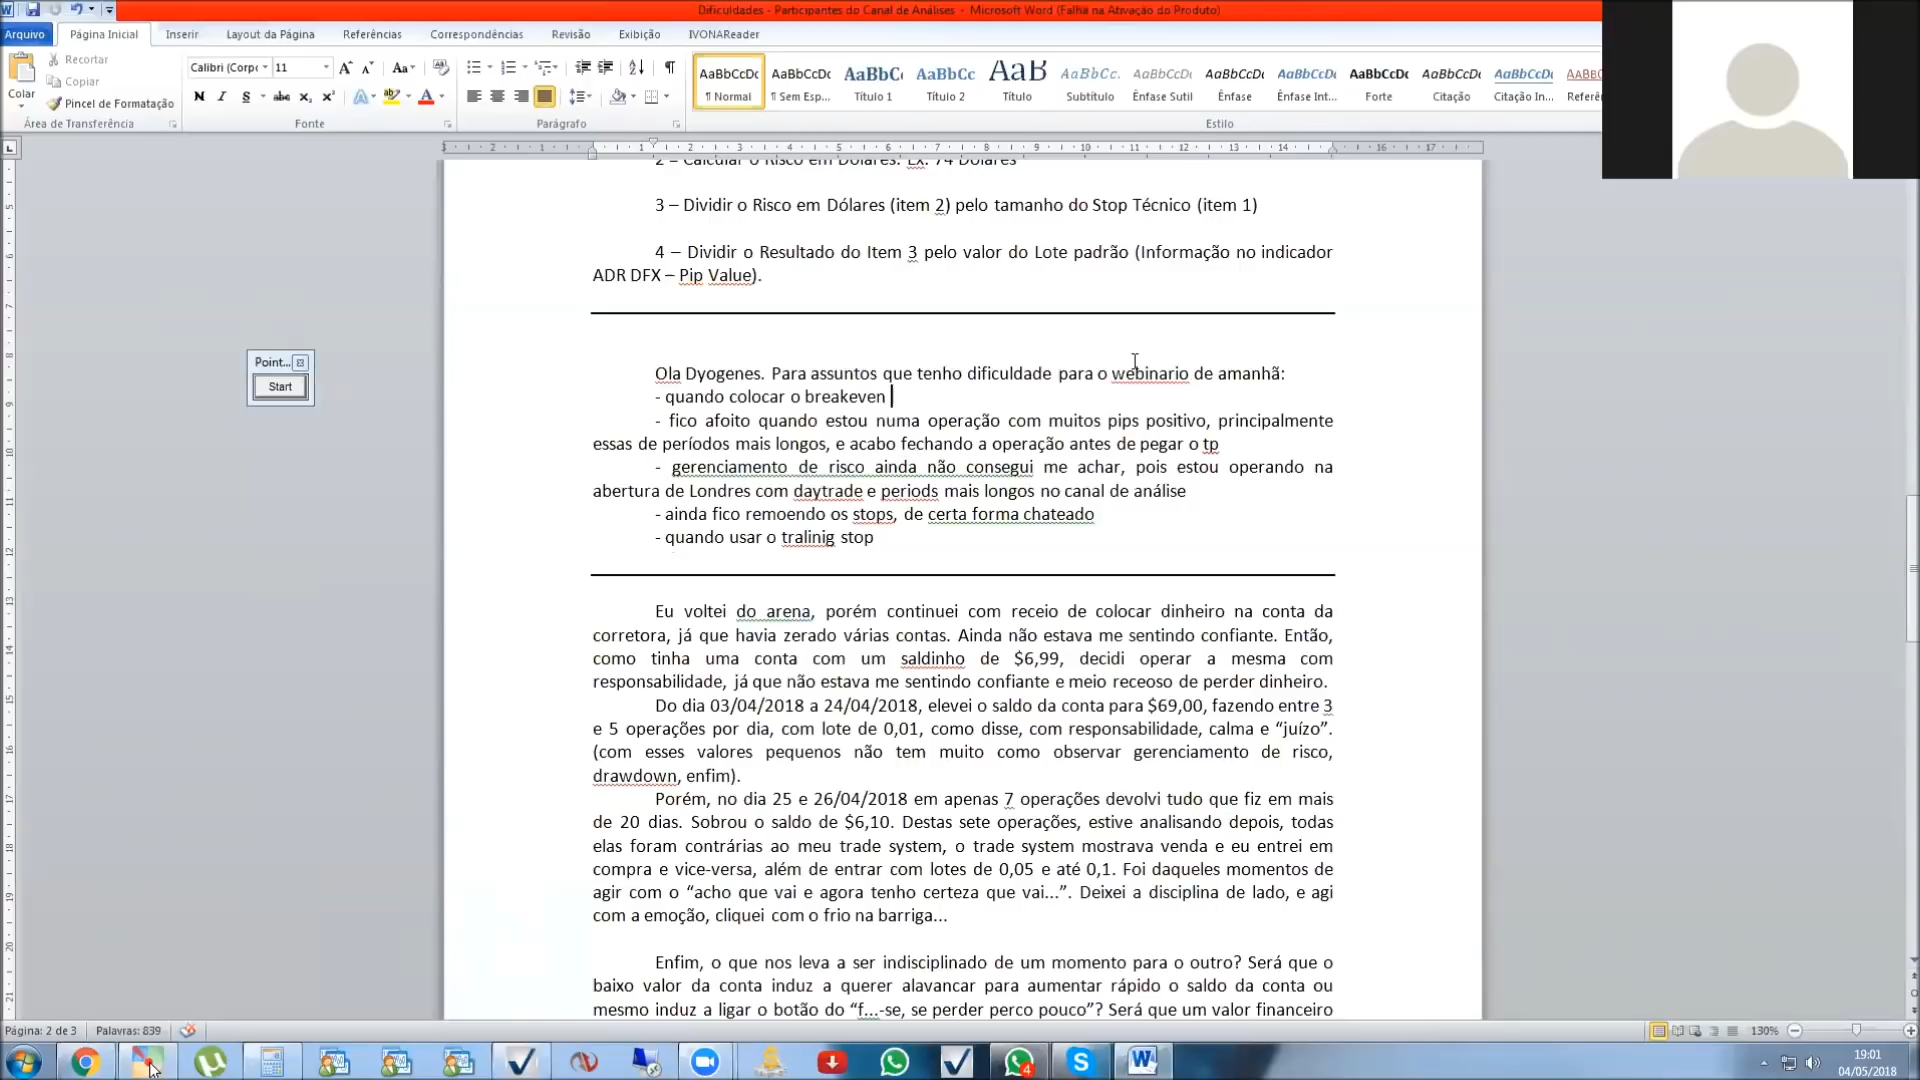 Dificuldades - Participantes do Canal de Análises - Microsoft Word (Falha na Ativação do Produto)
Arquivo Página Inicial Inserir Layout da Página Referências Correspondências Revisão Exibição IVONAReader
Recortar
Copiar
Pincel de Formatação
Colar
Área de Transferência
Calibri (Corpo 11
N I S abc x₂ x²
Fonte
Parágrafo
AaBbCcDc AaBbCcDc AaBbC AaBbCc AaB AaBbCc. AaBbCcDc AaBbCcDc AaBbCcDc AaBbCcDc AaBbCcDc AaBbCcDc AABBC
¶ Normal ¶ Sem Esp... Título 1 Título 2 Título Subtítulo Ênfase Sutil Ênfase Ênfase Int... Forte Citação Citação In... Referê
Estilo
2 – Calcular o Risco em Dólares. Ex. 74 Dólares
3 – Dividir o Risco em Dólares (item 2) pelo tamanho do Stop Técnico (item 1)
4 – Dividir o Resultado do Item 3 pelo valor do Lote padrão (Informação no indicador
ADR DFX – Pip Value).
Point...
Start
Ola Dyogenes. Para assuntos que tenho dificuldade para o webinario de amanhã:
- quando colocar o breakeven
- fico afoito quando estou numa operação com muitos pips positivo, principalmente
essas de períodos mais longos, e acabo fechando a operação antes de pegar o tp
- gerenciamento de risco ainda não consegui me achar, pois estou operando na
abertura de Londres com daytrade e periods mais longos no canal de análise
- ainda fico remoendo os stops, de certa forma chateado
- quando usar o tralinig stop
Eu voltei do arena, porém continuei com receio de colocar dinheiro na conta da
corretora, já que havia zerado várias contas. Ainda não estava me sentindo confiante. Então,
como tinha uma conta com um saldinho de $6,99, decidi operar a mesma com
responsabilidade, já que não estava me sentindo confiante e meio receoso de perder dinheiro.
Do dia 03/04/2018 a 24/04/2018, elevei o saldo da conta para $69,00, fazendo entre 3
e 5 operações por dia, com lote de 0,01, como disse, com responsabilidade, calma e “juízo”.
(com esses valores pequenos não tem muito como observar gerenciamento de risco,
drawdown, enfim).
Porém, no dia 25 e 26/04/2018 em apenas 7 operações devolvi tudo que fiz em mais
de 20 dias. Sobrou o saldo de $6,10. Destas sete operações, estive analisando depois, todas
elas foram contrárias ao meu trade system, o trade system mostrava venda e eu entrei em
compra e vice-versa, além de entrar com lotes de 0,05 e até 0,1. Foi daqueles momentos de
agir com o “acho que vai e agora tenho certeza que vai...”. Deixei a disciplina de lado, e agi
com a emoção, cliquei com o frio na barriga...
Enfim, o que nos leva a ser indisciplinado de um momento para o outro? Será que o
baixo valor da conta induz a querer alavancar para aumentar rápido o saldo da conta ou
mesmo induz a ligar o botão do “f...-se, se perder perco pouco”? Será que um valor financeiro
Página: 2 de 3 Palavras: 839
130%
19:01
04/05/2018